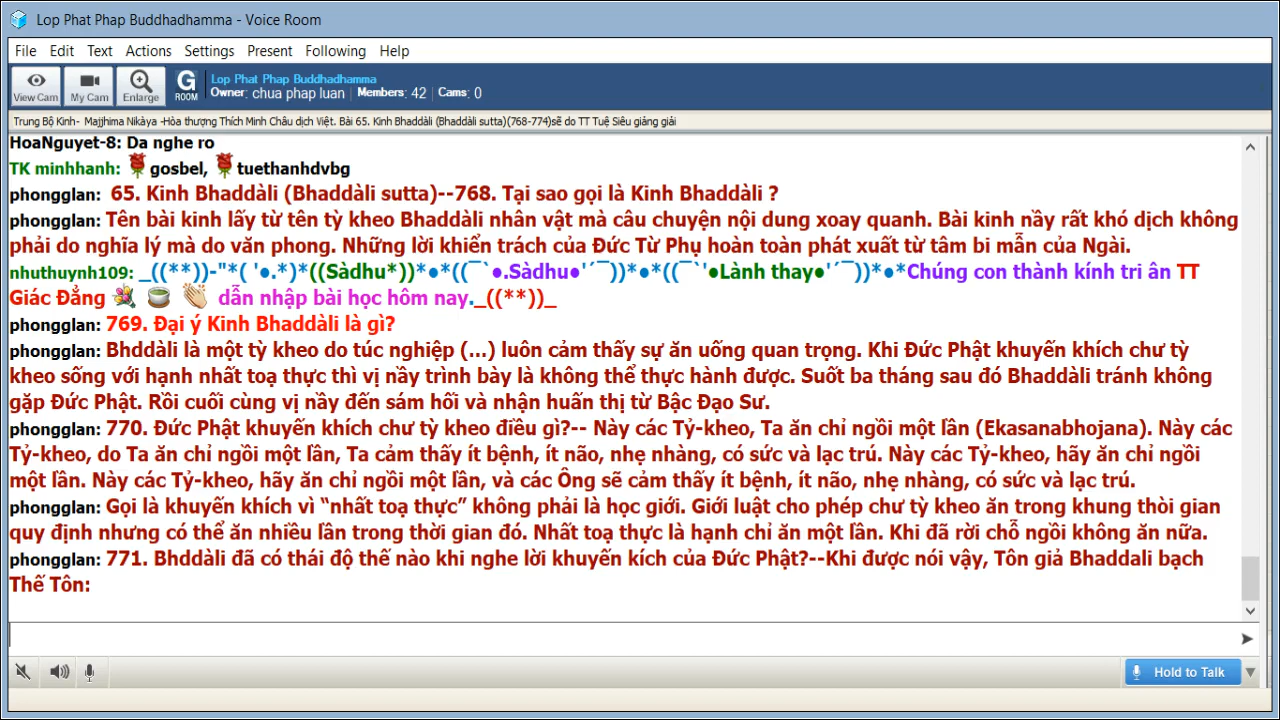 Lop Phat Phap Buddhadhamma - Voice Room
File Edit Text Actions Settings Present Following Help
View Cam My Cam Enlarge G ROOM Lop Phat Phap Buddhadhamma
Owner: chua phap luan | Members: 42 | Cams: 0
Trung Bộ Kinh- Majjhima Nikàya -Hòa thượng Thích Minh Châu dịch Việt. Bài 65. Kinh Bhaddàli (Bhaddàli sutta)(768-774)sẽ do TT Tuệ Siêu giảng giải
HoaNguyet-8: Da nghe ro
TK minhhanh: 🌹gosbel, 🌹tuethanhdvbg
phongglan: 65. Kinh Bhaddàli (Bhaddàli sutta)--768. Tại sao gọi là Kinh Bhaddàli ?
phongglan: Tên bài kinh lấy từ tên tỳ kheo Bhaddàli nhân vật mà câu chuyện nội dung xoay quanh. Bài kinh nầy rất khó dịch không
phải do nghĩa lý mà do văn phong. Những lời khiển trách của Đức Từ Phụ hoàn toàn phát xuất từ tâm bi mẫn của Ngài.
nhuthuynh109: _((**))-"*( '●.*)*((Sàdhu*))*●*((¯`●.Sàdhu●'´¯))*●*((¯`'●Lành thay●'´¯))*●*Chúng con thành kính tri ân TT
Giác Đẳng 💐 🍵 👏 dẫn nhập bài học hôm nay._((**))_
phongglan: 769. Đại ý Kinh Bhaddàli là gì?
phongglan: Bhddàli là một tỳ kheo do túc nghiệp (...) luôn cảm thấy sự ăn uống quan trọng. Khi Đức Phật khuyến khích chư tỳ
kheo sống với hạnh nhất toạ thực thì vị nầy trình bày là không thể thực hành được. Suốt ba tháng sau đó Bhaddàli tránh không
gặp Đức Phật. Rồi cuối cùng vị nầy đến sám hối và nhận huấn thị từ Bậc Đạo Sư.
phongglan: 770. Đức Phật khuyến khích chư tỳ kheo điều gì?-- Này các Tỷ-kheo, Ta ăn chỉ ngồi một lần (Ekasanabhojana). Này các
Tỷ-kheo, do Ta ăn chỉ ngồi một lần, Ta cảm thấy ít bệnh, ít não, nhẹ nhàng, có sức và lạc trú. Này các Tỷ-kheo, hãy ăn chỉ ngồi
một lần. Này các Tỷ-kheo, hãy ăn chỉ ngồi một lần, và các Ông sẽ cảm thấy ít bệnh, ít não, nhẹ nhàng, có sức và lạc trú.
phongglan: Gọi là khuyến khích vì “nhất toạ thực” không phải là học giới. Giới luật cho phép chư tỳ kheo ăn trong khung thời gian
quy định nhưng có thể ăn nhiều lần trong thời gian đó. Nhất toạ thực là hạnh chỉ ăn một lần. Khi đã rời chỗ ngồi không ăn nữa.
phongglan: 771. Bhddàli đã có thái độ thế nào khi nghe lời khuyến kích của Đức Phật?--Khi được nói vậy, Tôn giả Bhaddali bạch
Thế Tôn:
Hold to Talk